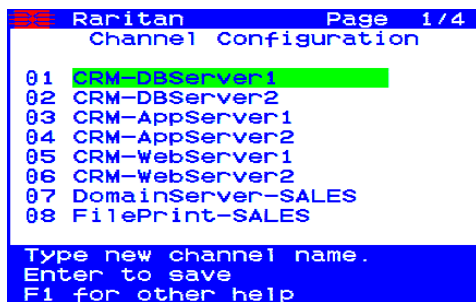 Raritan Page 1/4
Channel Configuration
01 CRM-DBServer1
02 CRM-DBServer2
03 CRM-AppServer1
04 CRM-AppServer2
05 CRM-WebServer1
06 CRM-WebServer2
07 DomainServer-SALES
08 FilePrint-SALES
Type new channel name.
Enter to save
F1 for other help